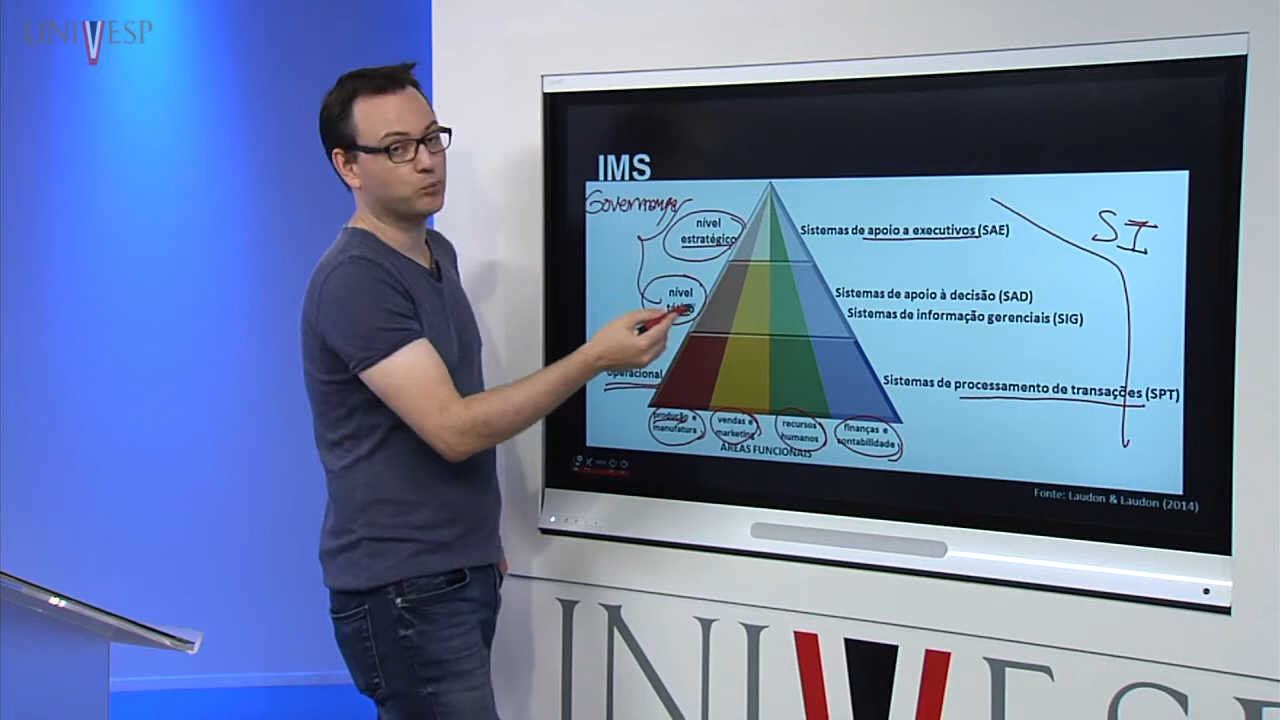 UNIVESP
IMS
Governança
nível
estratégico
Sistemas de apoio a executivos (SAE)
SI
nível
Sistemas de apoio à decisão (SAD)
Sistemas de informação gerenciais (SIG)
operacional
Sistemas de processamento de transações (SPT)
produção e
manufatura
vendas e
marketing
recursos
humanos
finanças e
contabilidade
ÁREAS FUNCIONAIS
Fonte: Laudon & Laudon (2014)
UNIVESP